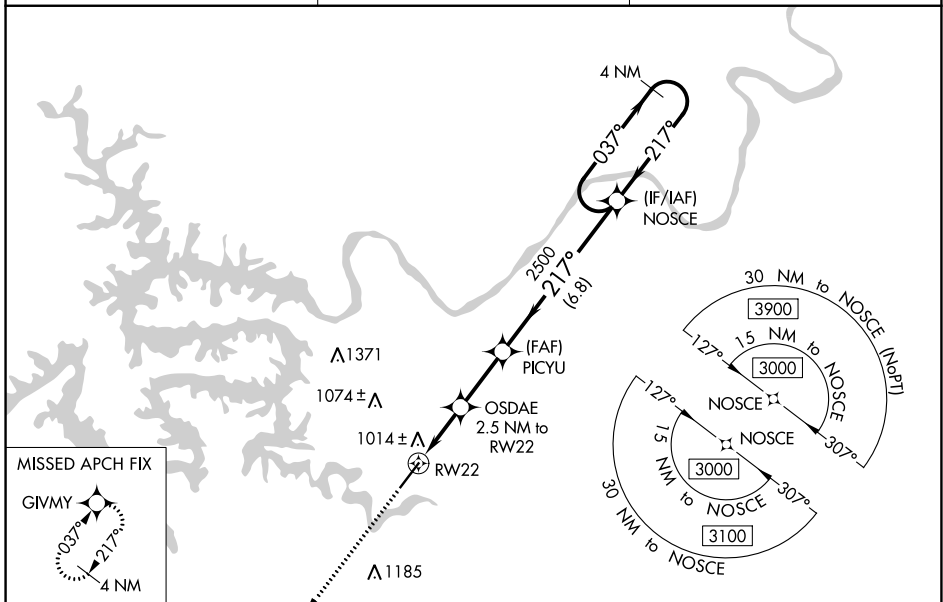 4 NM
037°
217°
(IF/IAF)
NOSCE
2500
217°
(6.8)
(FAF)
PICYU
1371
1074±
OSDAE
2.5 NM to
RW22
1014±
RW22
1185
30 NM to NOSCE (NoPT)
3900
127°
15 NM to NOSCE
3000
NOSCE
307°
127°
NOSCE
3000
307°
15 NM to NOSCE
3100
30 NM to NOSCE
MISSED APCH FIX
GIVMY
037°
217°
4 NM